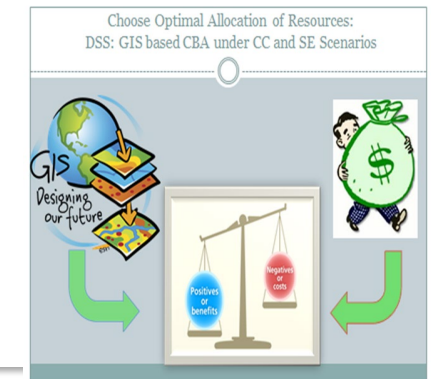 Choose Optimal Allocation of Resources:
DSS: GIS based CBA under CC and SE Scenarios
GIS
Designing
our future
esri
$
Positives
or
benefits
Negatives
or
costs